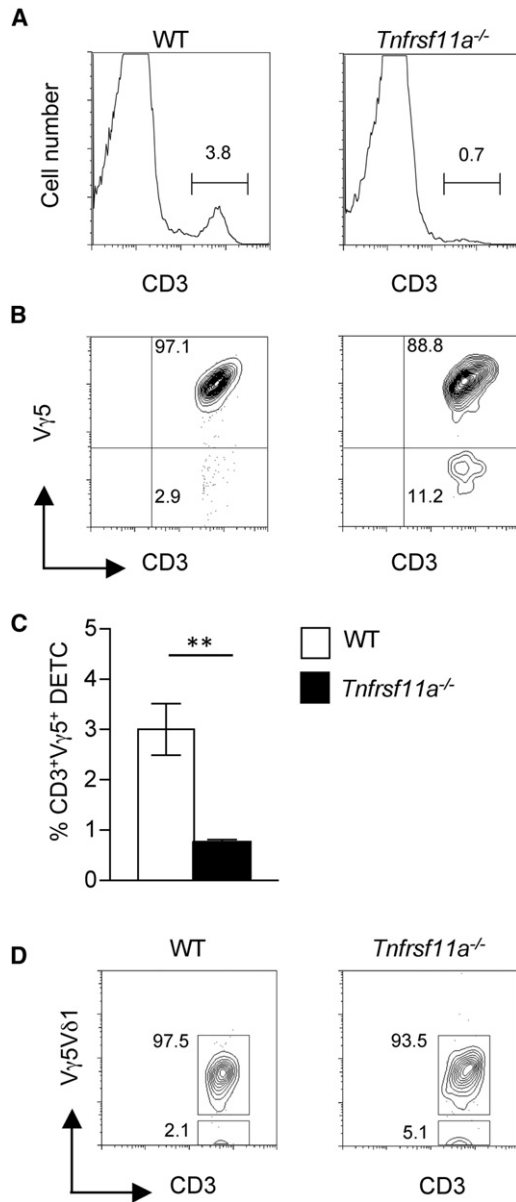 A
WT
Tnfrsf11a-/-
Cell number
3.8
0.7
CD3
CD3
B
Vγ5
97.1
2.9
88.8
11.2
CD3
CD3
C
% CD3+Vγ5+ DETC
5
4
3
2
1
0
**
WT
Tnfrsf11a-/-
D
WT
Tnfrsf11a-/-
Vγ5Vδ1
97.5
2.1
93.5
5.1
CD3
CD3